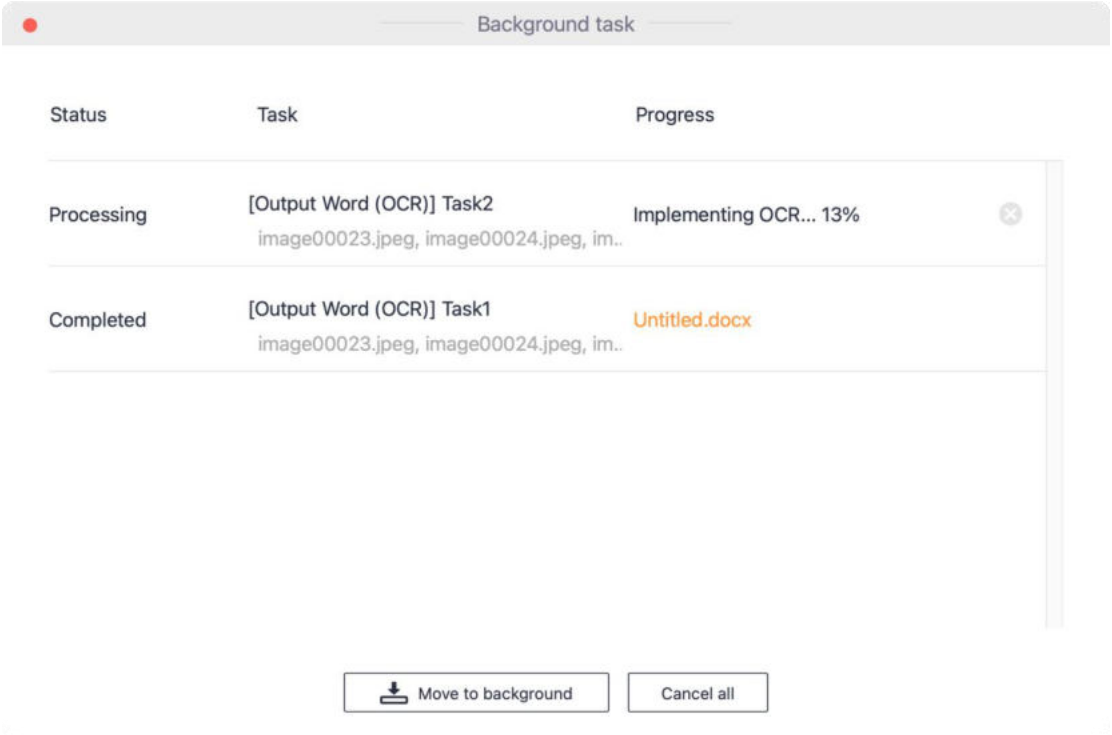 Background task
Status Task Progress
Processing [Output Word (OCR)] Task2 Implementing OCR... 13%
image00023.jpeg, image00024.jpeg, im..
Completed [Output Word (OCR)] Task1 Untitled.docx
image00023.jpeg, image00024.jpeg, im..
Move to background Cancel all